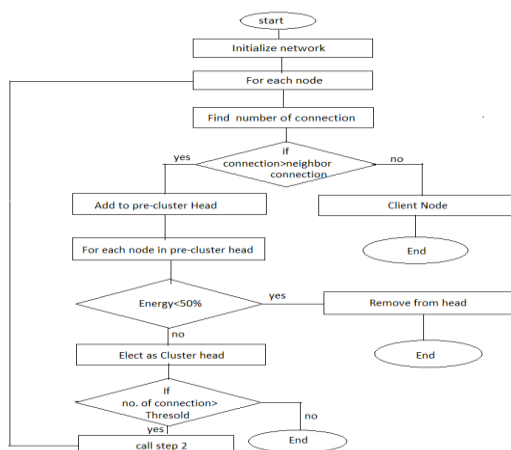 start
Initialize network
For each node
Find number of connection
if
connection>neighbor
connection
yes
no
Add to pre-cluster Head
Client Node
For each node in pre-cluster head
End
Energy<50%
yes
Remove from head
no
End
Elect as Cluster head
If
no. of connection>
Thresold
yes
no
call step 2
End